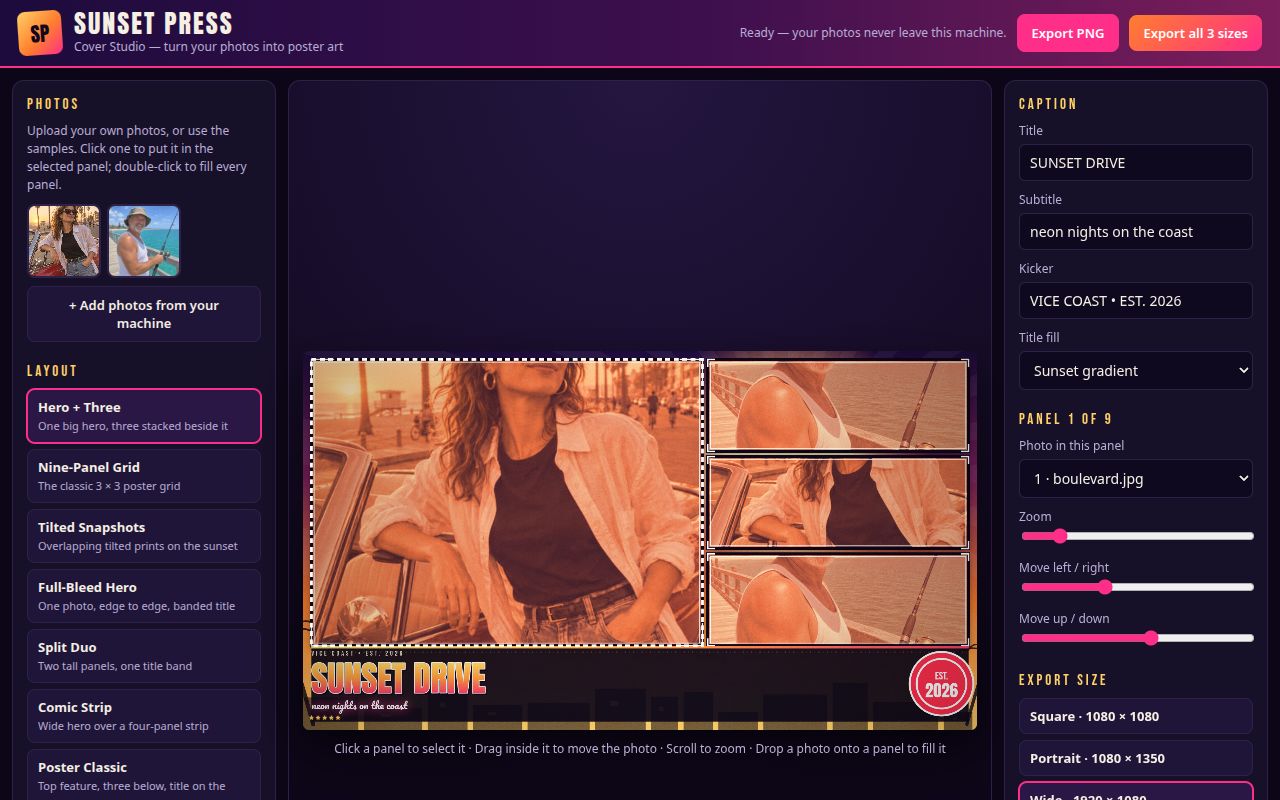 SP
SUNSET PRESS
Cover Studio — turn your photos into poster art
Ready — your photos never leave this machine.
Export PNG
Export all 3 sizes
PHOTOS
Upload your own photos, or use the
samples. Click one to put it in the
selected panel; double-click to fill every
panel.
+ Add photos from your
machine
LAYOUT
Hero + Three
One big hero, three stacked beside it
Nine-Panel Grid
The classic 3 × 3 poster grid
Tilted Snapshots
Overlapping tilted prints on the sunset
Full-Bleed Hero
One photo, edge to edge, banded title
Split Duo
Two tall panels, one title band
Comic Strip
Wide hero over a four-panel strip
Poster Classic
Top feature, three below, title on the
VICE COAST • EST. 2026
SUNSET DRIVE
neon nights on the coast
★★★★★
EST.
2026
Click a panel to select it · Drag inside it to move the photo · Scroll to zoom · Drop a photo onto a panel to fill it
CAPTION
Title
SUNSET DRIVE
Subtitle
neon nights on the coast
Kicker
VICE COAST • EST. 2026
Title fill
Sunset gradient
PANEL 1 OF 9
Photo in this panel
1 · boulevard.jpg
Zoom
Move left / right
Move up / down
EXPORT SIZE
Square · 1080 × 1080
Portrait · 1080 × 1350
Wide · 1920 × 1080